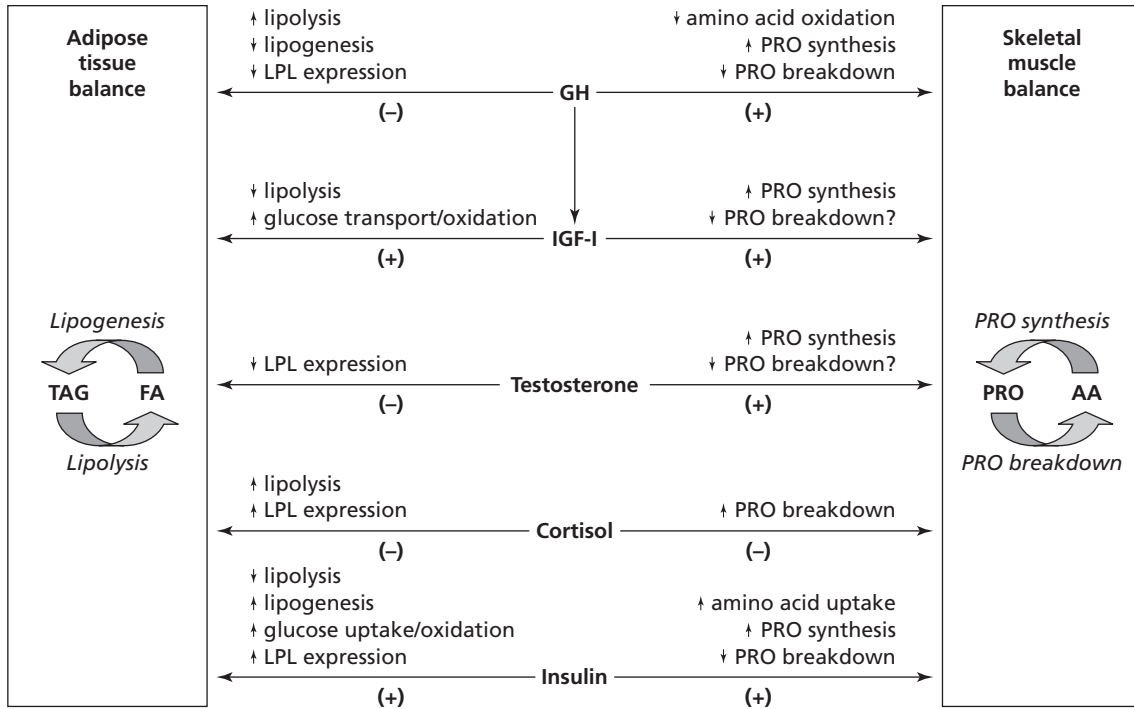 Adipose
tissue
balance
↑ lipolysis
↓ lipogenesis
↓ LPL expression
(–)
GH
↓ amino acid oxidation
↑ PRO synthesis
↓ PRO breakdown
(+)
Skeletal
muscle
balance
↓ lipolysis
↑ glucose transport/oxidation
(+)
IGF-I
↑ PRO synthesis
↓ PRO breakdown?
(+)
Lipogenesis
TAG FA
Lipolysis
↓ LPL expression
(–)
Testosterone
↑ PRO synthesis
↓ PRO breakdown?
(+)
PRO synthesis
PRO AA
PRO breakdown
↑ lipolysis
↑ LPL expression
(–)
Cortisol
↑ PRO breakdown
(–)
↓ lipolysis
↑ lipogenesis
↑ glucose uptake/oxidation
↑ LPL expression
(+)
Insulin
↑ amino acid uptake
↑ PRO synthesis
↓ PRO breakdown
(+)